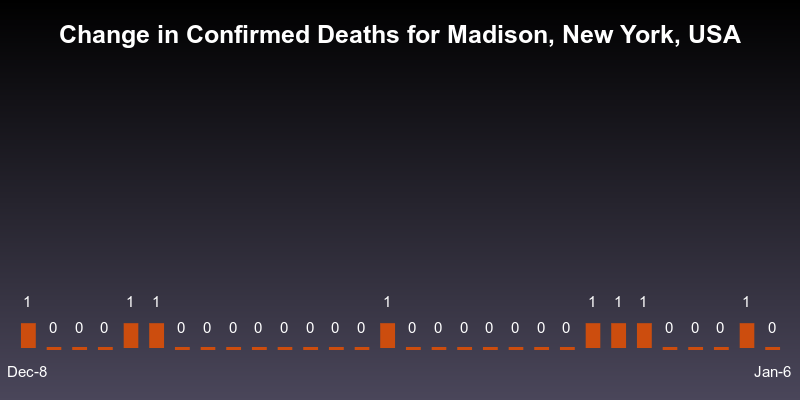 Change in Confirmed Deaths for Madison, New York, USA
1 0 0 0 1 1 0 0 0 0 0 0 0 0 1 0 0 0 0 0 0 0 1 1 1 0 0 0 1 0
Dec-8 Jan-6